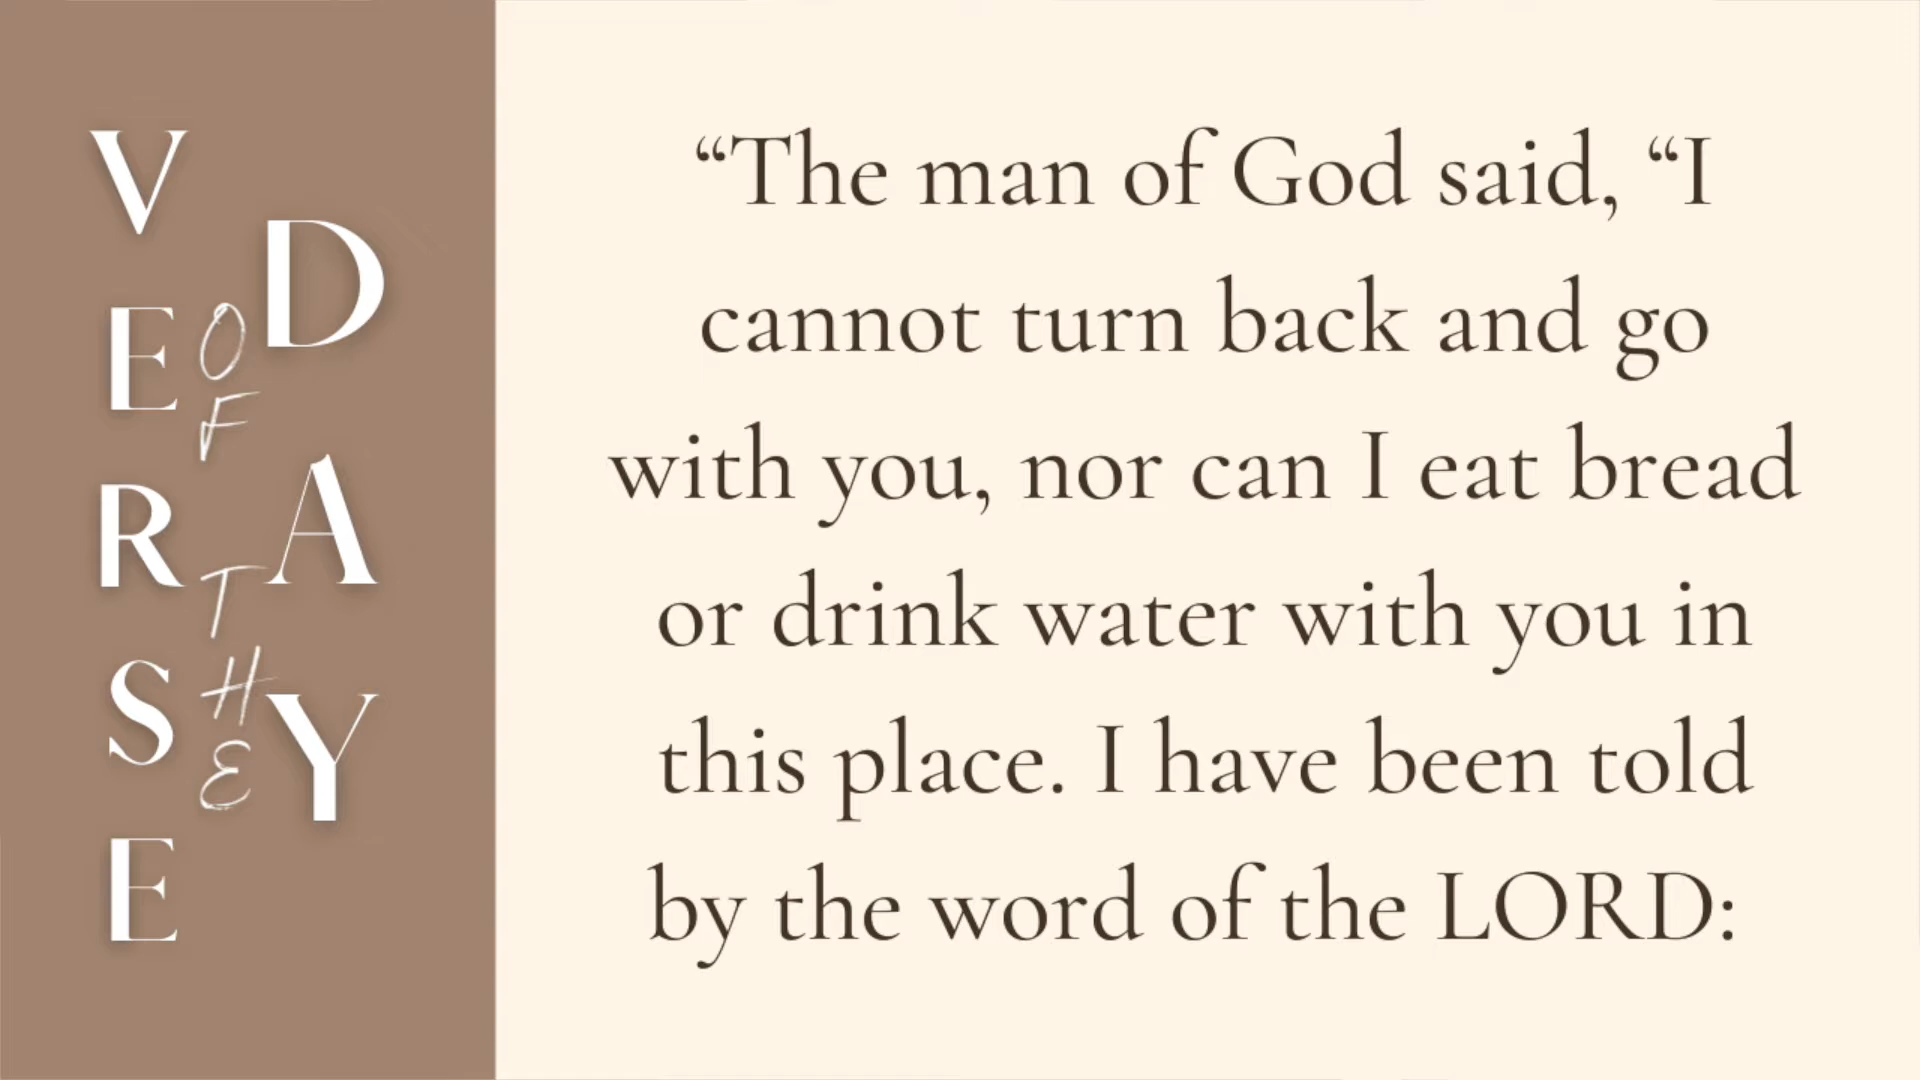 VERSE
OF
THE
DAY
“The man of God said, “I
cannot turn back and go
with you, nor can I eat bread
or drink water with you in
this place. I have been told
by the word of the LORD: